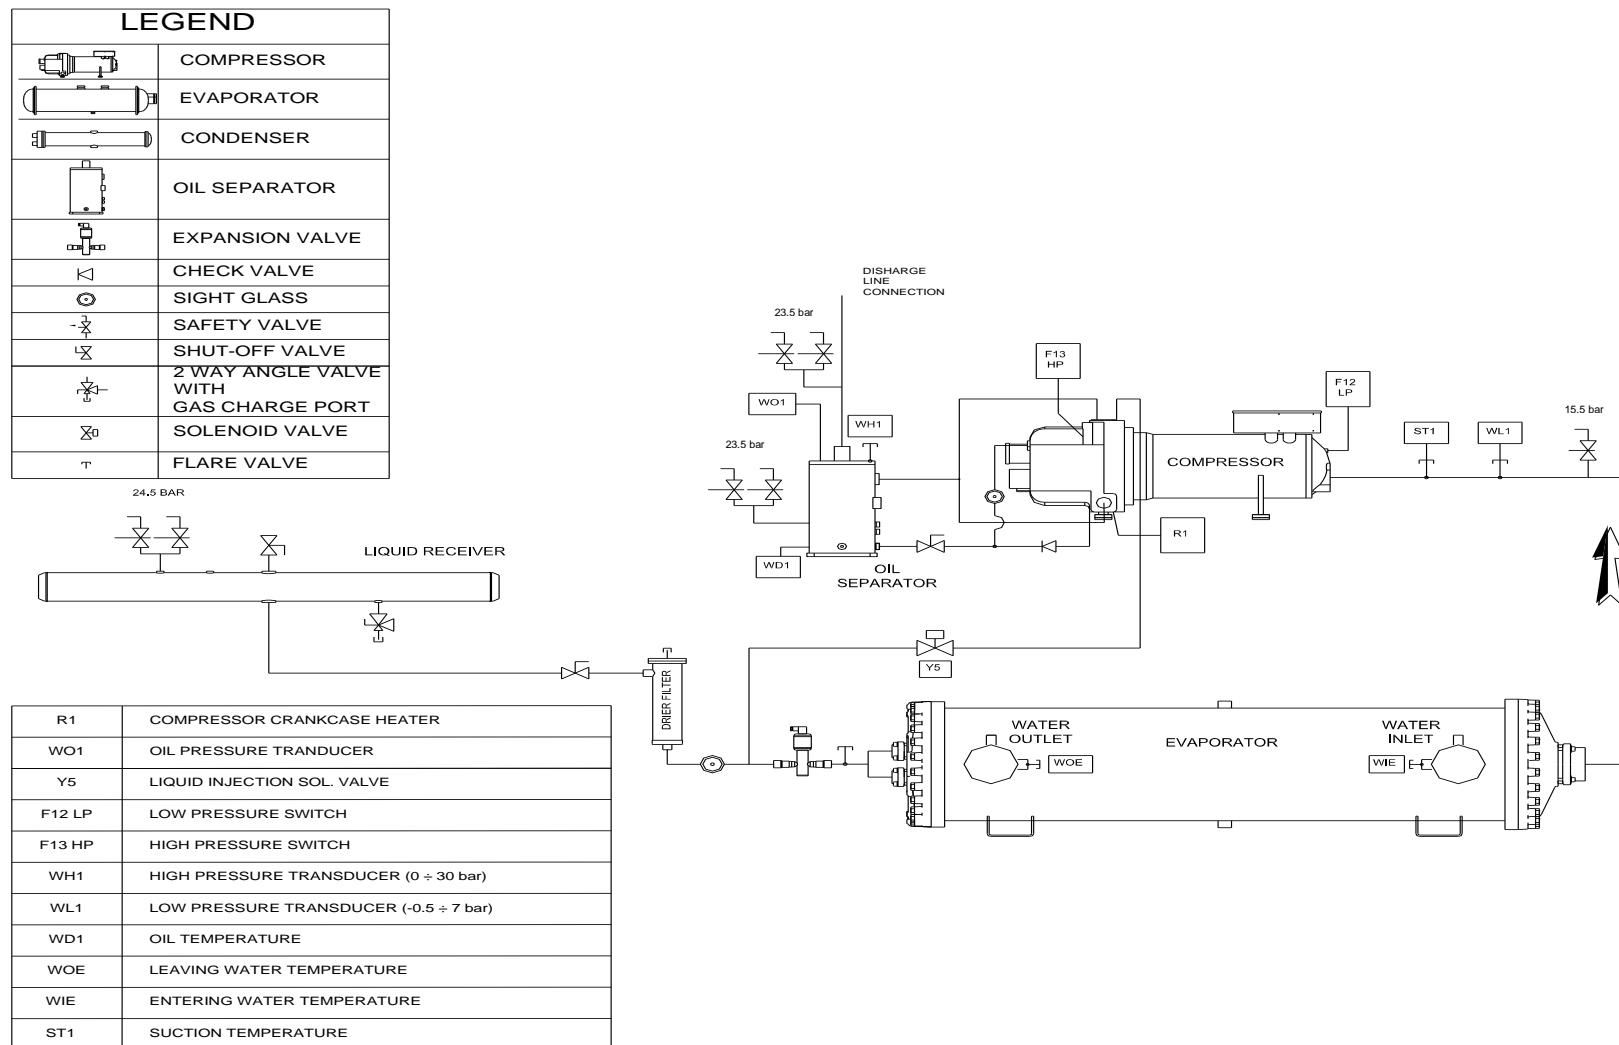 LEGEND
COMPRESSOR
EVAPORATOR
CONDENSER
OIL SEPARATOR
EXPANSION VALVE
CHECK VALVE
SIGHT GLASS
SAFETY VALVE
SHUT-OFF VALVE
2 WAY ANGLE VALVE
WITH
GAS CHARGE PORT
SOLENOID VALVE
FLARE VALVE
24.5 BAR
LIQUID RECEIVER
DISHARGE
LINE
CONNECTION
23.5 bar
WO1
23.5 bar
WH1
WD1
OIL
SEPARATOR
F13
HP
F12
LP
COMPRESSOR
R1
ST1
WL1
15.5 bar
Y5
DRIER FILTER
WATER
OUTLET
WOE
EVAPORATOR
WATER
INLET
WIE
R1 COMPRESSOR CRANKCASE HEATER
WO1 OIL PRESSURE TRANDUCER
Y5 LIQUID INJECTION SOL. VALVE
F12 LP LOW PRESSURE SWITCH
F13 HP HIGH PRESSURE SWITCH
WH1 HIGH PRESSURE TRANSDUCER (0 ÷ 30 bar)
WL1 LOW PRESSURE TRANSDUCER (-0.5 ÷ 7 bar)
WD1 OIL TEMPERATURE
WOE LEAVING WATER TEMPERATURE
WIE ENTERING WATER TEMPERATURE
ST1 SUCTION TEMPERATURE